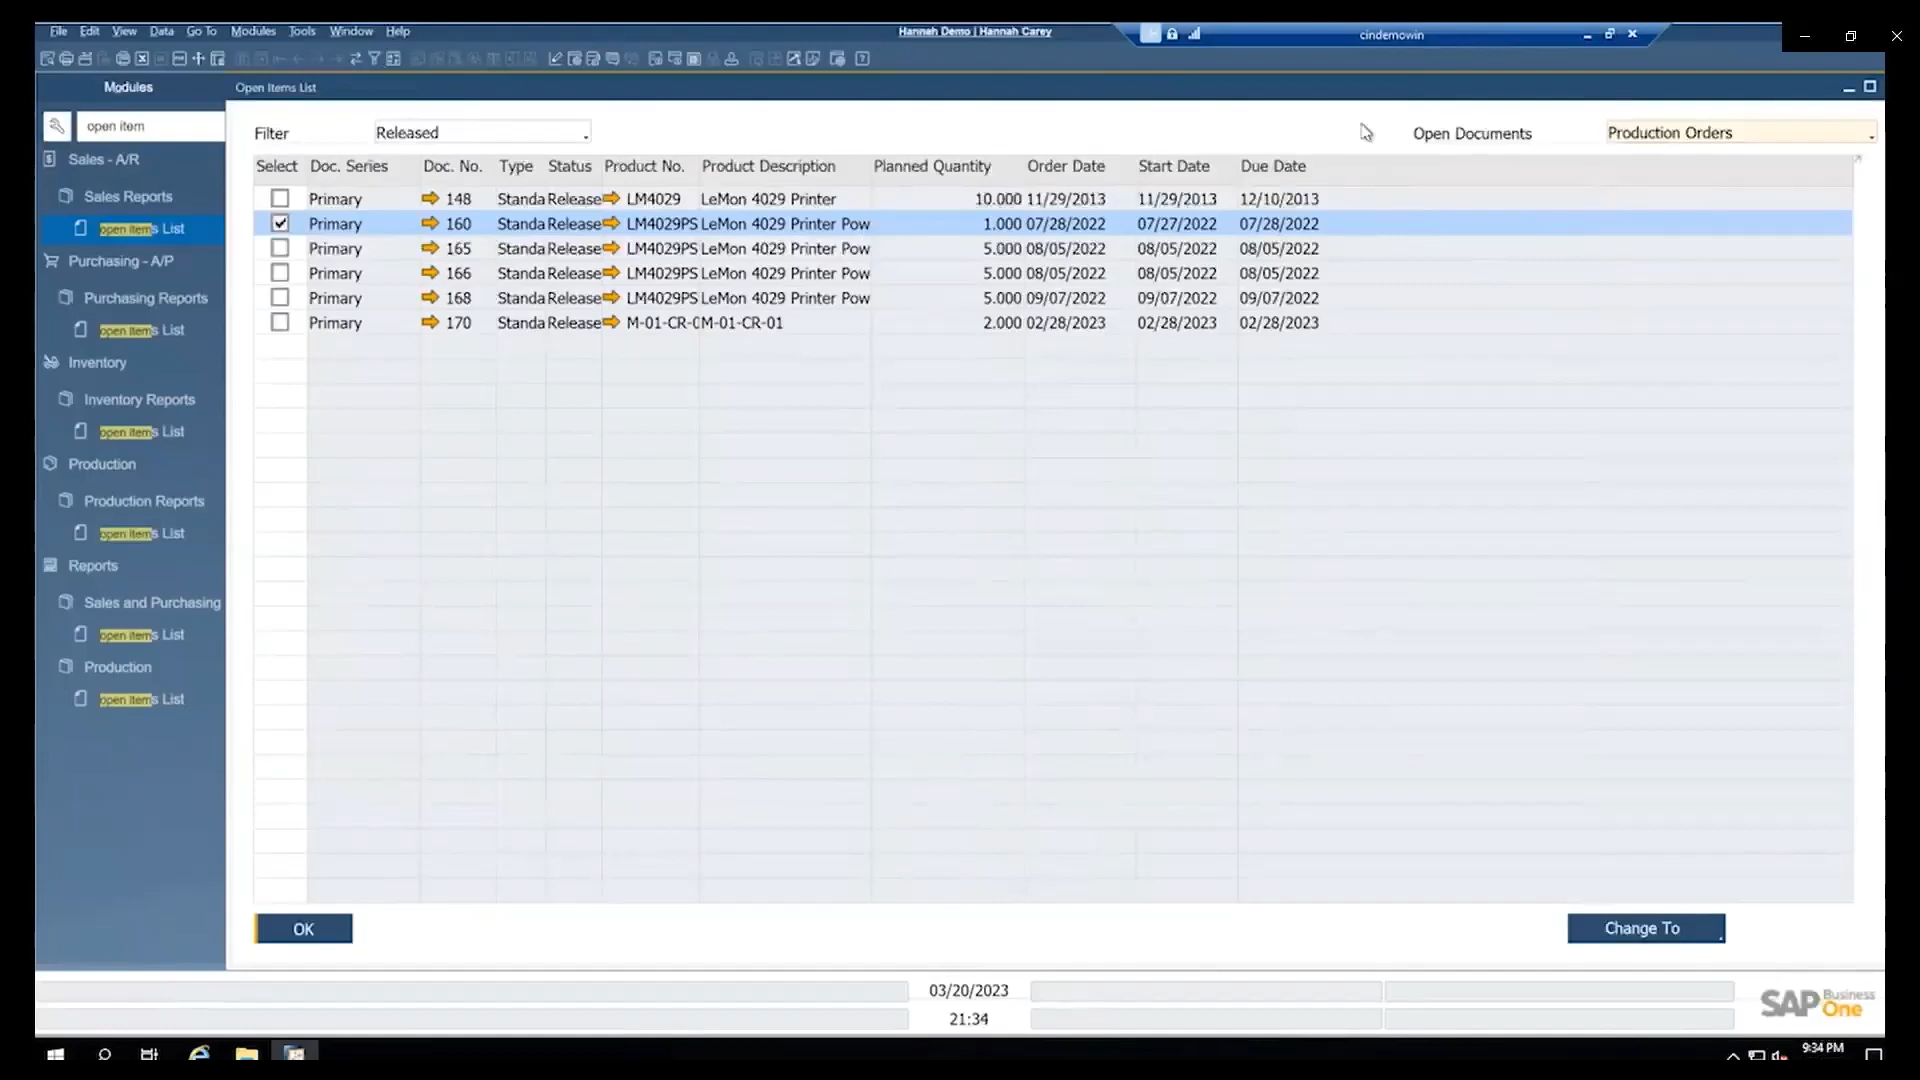 File Edit View Data Go To Modules Tools Window Help
Hannah Demo | Hannah Carey
cindemowin
Modules
Open Items List
open item
Sales - A/R
Sales Reports
open items List
Purchasing - A/P
Purchasing Reports
open items List
Inventory
Inventory Reports
open items List
Production
Production Reports
open items List
Reports
Sales and Purchasing
open items List
Production
open items List
Filter Released Open Documents Production Orders
Select Doc. Series Doc. No. Type Status Product No. Product Description Planned Quantity Order Date Start Date Due Date
Primary 148 Standa Release LM4029 LeMon 4029 Printer 10.000 11/29/2013 11/29/2013 12/10/2013
Primary 160 Standa Release LM4029PS LeMon 4029 Printer Pow 1.000 07/28/2022 07/27/2022 07/28/2022
Primary 165 Standa Release LM4029PS LeMon 4029 Printer Pow 5.000 08/05/2022 08/05/2022 08/05/2022
Primary 166 Standa Release LM4029PS LeMon 4029 Printer Pow 5.000 08/05/2022 08/05/2022 08/05/2022
Primary 168 Standa Release LM4029PS LeMon 4029 Printer Pow 5.000 09/07/2022 09/07/2022 09/07/2022
Primary 170 Standa Release M-01-CR-0 M-01-CR-01 2.000 02/28/2023 02/28/2023 02/28/2023
OK
Change To
03/20/2023
21:34
SAP Business One
9:34 PM